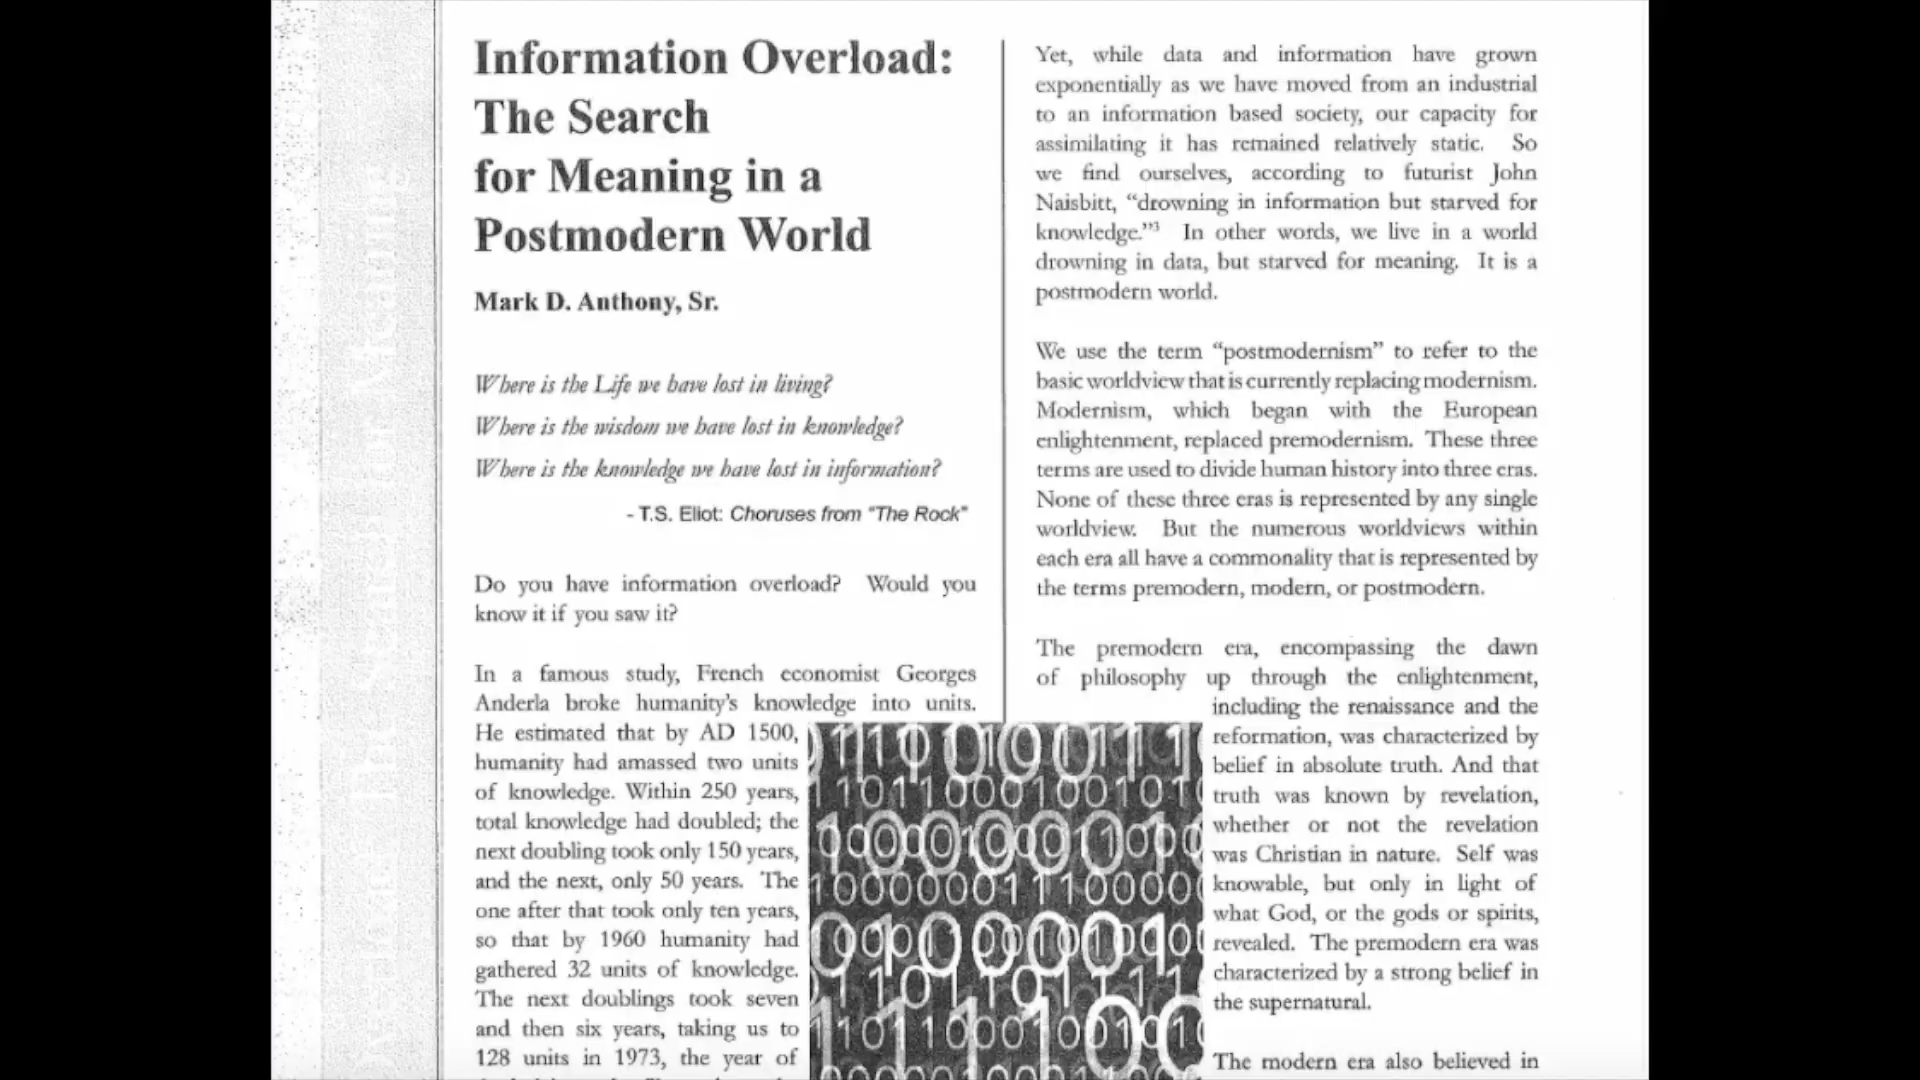 Information Overload:
The Search
for Meaning in a
Postmodern World
Mark D. Anthony, Sr.
Where is the Life we have lost in living?
Where is the wisdom we have lost in knowledge?
Where is the knowledge we have lost in information?
- T.S. Eliot: Choruses from "The Rock"
Do you have information overload? Would you
know it if you saw it?
In a famous study, French economist Georges
Anderla broke humanity's knowledge into units.
He estimated that by AD 1500,
humanity had amassed two units
of knowledge. Within 250 years,
total knowledge had doubled; the
next doubling took only 150 years,
and the next, only 50 years. The
one after that took only ten years,
so that by 1960 humanity had
gathered 32 units of knowledge.
The next doublings took seven
and then six years, taking us to
128 units in 1973, the year of
Yet, while data and information have grown
exponentially as we have moved from an industrial
to an information based society, our capacity for
assimilating it has remained relatively static. So
we find ourselves, according to futurist John
Naisbitt, “drowning in information but starved for
knowledge.”³ In other words, we live in a world
drowning in data, but starved for meaning. It is a
postmodern world.
We use the term “postmodernism” to refer to the
basic worldview that is currently replacing modernism.
Modernism, which began with the European
enlightenment, replaced premodernism. These three
terms are used to divide human history into three eras.
None of these three eras is represented by any single
worldview. But the numerous worldviews within
each era all have a commonality that is represented by
the terms premodern, modern, or postmodern.
The premodern era, encompassing the dawn
of philosophy up through the enlightenment,
including the renaissance and the
reformation, was characterized by
belief in absolute truth. And that
truth was known by revelation,
whether or not the revelation
was Christian in nature. Self was
knowable, but only in light of
what God, or the gods or spirits,
revealed. The premodern era was
characterized by a strong belief in
the supernatural.
The modern era also believed in